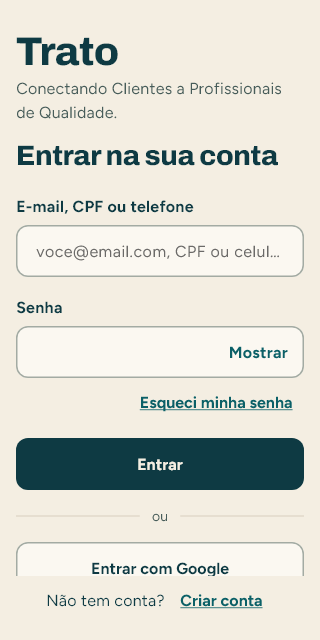 Trato
Conectando Clientes a Profissionais
de Qualidade.
Entrar na sua conta
E-mail, CPF ou telefone
voce@email.com, CPF ou celul…
Senha
Mostrar
Esqueci minha senha
Entrar
ou
Entrar com Google
Não tem conta? Criar conta